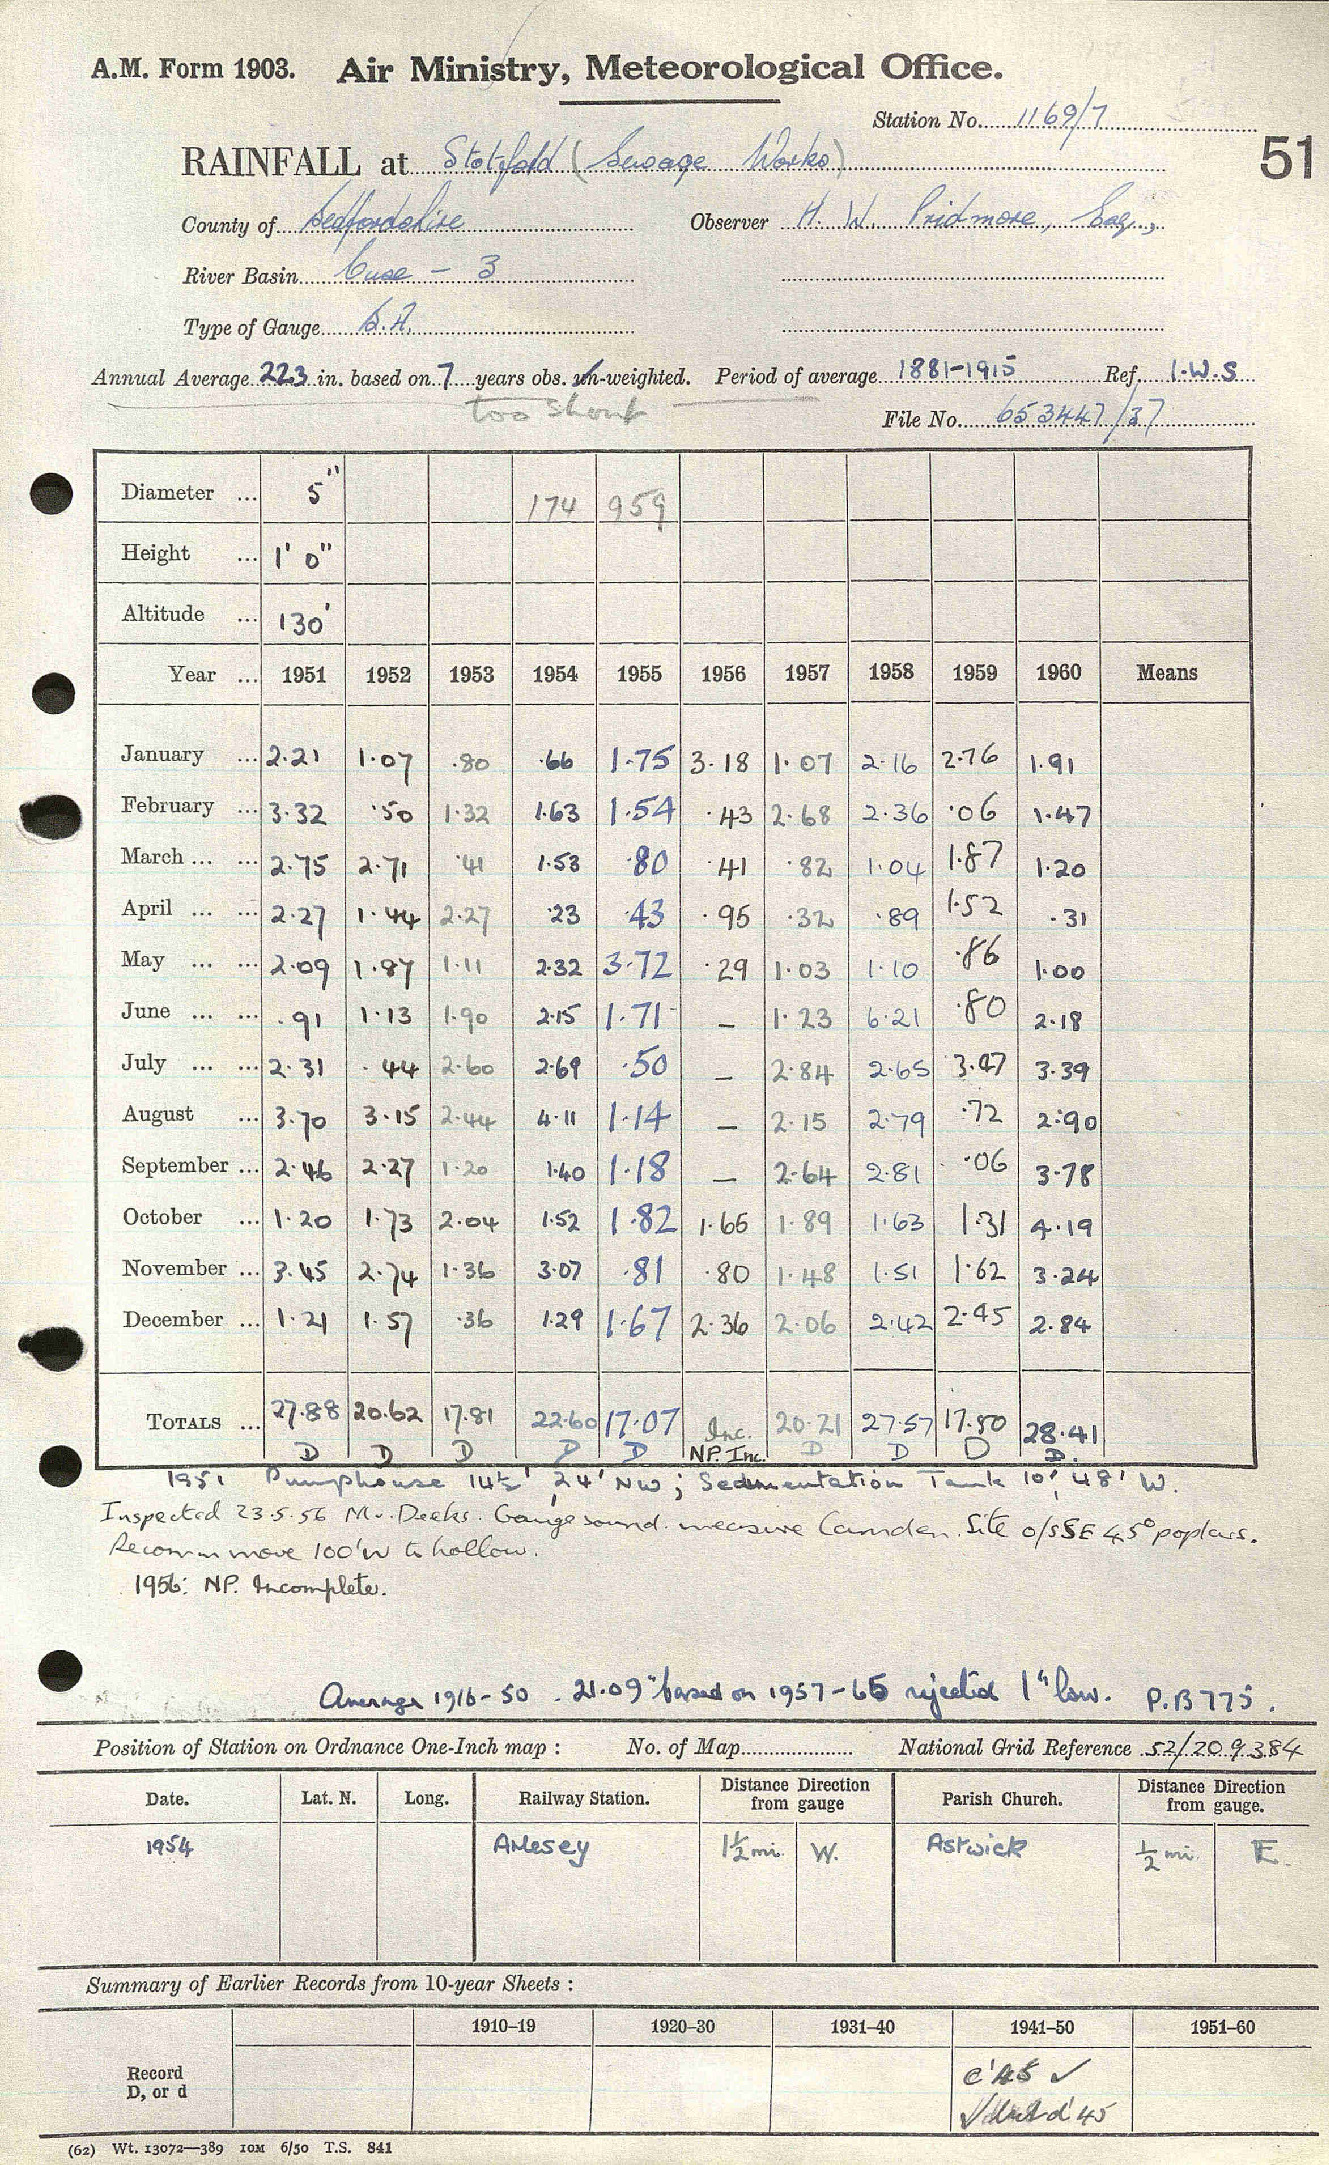 A.M. Form 1903. Air Ministry, Meteorological Office.
Station No. 1169/7
RAINFALL at Stotfold (Sewage Works)
51
County of Bedfordshire Observer H. W. Pridmore, Esq.,
River Basin Ouse - 3
Type of Gauge S.R.
Annual Average 22.3 in. based on 7 years obs. un-weighted. Period of average 1881-1915 Ref. I.W.S
too short
File No. 653447/37
Diameter ... 5" 174 959
Height ... 1' 0"
Altitude ... 130'
Year ... 1951 1952 1953 1954 1955 1956 1957 1958 1959 1960 Means
January ... 2.21 1.07 .80 .66 1.75 3.18 1.07 2.16 2.76 1.91
February ... 3.32 .50 1.32 1.63 1.54 .43 2.68 2.36 .06 1.47
March ... ... 2.75 2.71 .41 1.53 .80 .41 .82 1.04 1.87 1.20
April ... ... 2.27 1.44 2.27 .23 .43 .95 .32 .89 1.52 .31
May ... ... 2.09 1.87 1.11 2.32 3.72 .29 1.03 1.10 .86 1.00
June ... ... .91 1.13 1.90 2.15 1.71 - 1.23 6.21 .80 2.18
July ... ... 2.31 .44 2.60 2.69 .50 - 2.84 2.65 3.47 3.39
August ... 3.70 3.15 2.44 4.11 1.14 - 2.15 2.79 .72 2.90
September ... 2.46 2.27 1.20 1.40 1.18 - 2.64 2.81 .06 3.78
October ... 1.20 1.73 2.04 1.52 1.82 1.66 1.89 1.63 1.31 4.19
November ... 3.45 2.74 1.36 3.07 .81 .80 1.48 1.51 1.62 3.24
December ... 1.21 1.57 .36 1.29 1.67 2.36 2.06 2.42 2.45 2.84
TOTALS ... 27.88 20.62 17.81 22.60 17.07 Inc. 20.21 27.57 17.50 28.41
D D D D D NP. Inc. D D D D.
1951 Pumphouse 14½' 24' NW; Sedimentation Tank 10', 48' W.
Inspected 23.5.56 Mr. Deeks. Gauge sound. measure Camden. Site o/s SE 45° poplars.
Recomm move 100' W to hollow.
1956: NP. Incomplete.
Average 1916-50 . 21.09" based on 1957-65 rejected 1" low. P.B 775.
Position of Station on Ordnance One-Inch map : No. of Map National Grid Reference 52/209384
Date. Lat. N. Long. Railway Station. Distance Direction from gauge Parish Church. Distance Direction from gauge.
1954 Arlesey 1½ mi. W. Astwick ½ mi. E.
Summary of Earlier Records from 10-year Sheets :
1910-19 1920-30 1931-40 1941-50 1951-60
Record
D, or d
c'45 ✓
d'45
(62) Wt. 13072—389 10M 6/50 T.S. 841